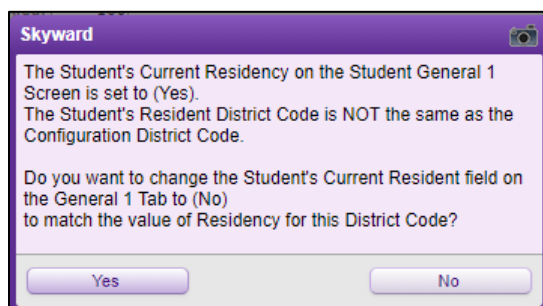 Skyward
The Student's Current Residency on the Student General 1
Screen is set to (Yes).
The Student's Resident District Code is NOT the same as the
Configuration District Code.
Do you want to change the Student's Current Resident field on
the General 1 Tab to (No)
to match the value of Residency for this District Code?
Yes
No